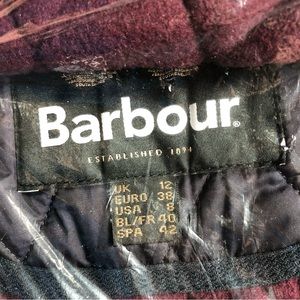 Barbour®
ESTABLISHED 1894
UK 12
EURO 38
USA 8
BL/FR 40
SPA 42